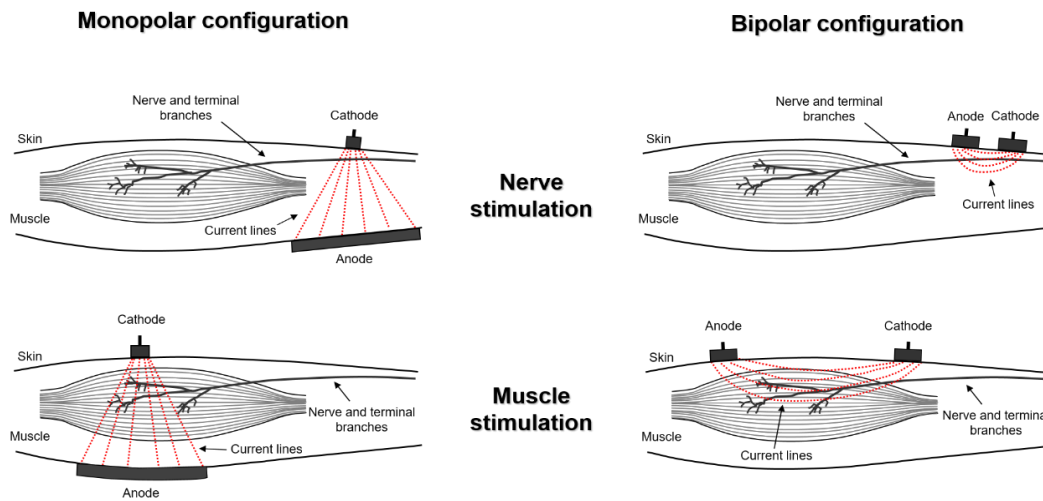 Monopolar configuration
Bipolar configuration
Nerve and terminal
branches
Cathode
Skin
Muscle
Current lines
Anode
Nerve
stimulation
Nerve and terminal
branches
Anode
Cathode
Skin
Muscle
Current lines
Cathode
Skin
Muscle
Nerve and terminal
branches
Current lines
Anode
Muscle
stimulation
Anode
Cathode
Skin
Muscle
Nerve and terminal
branches
Current lines